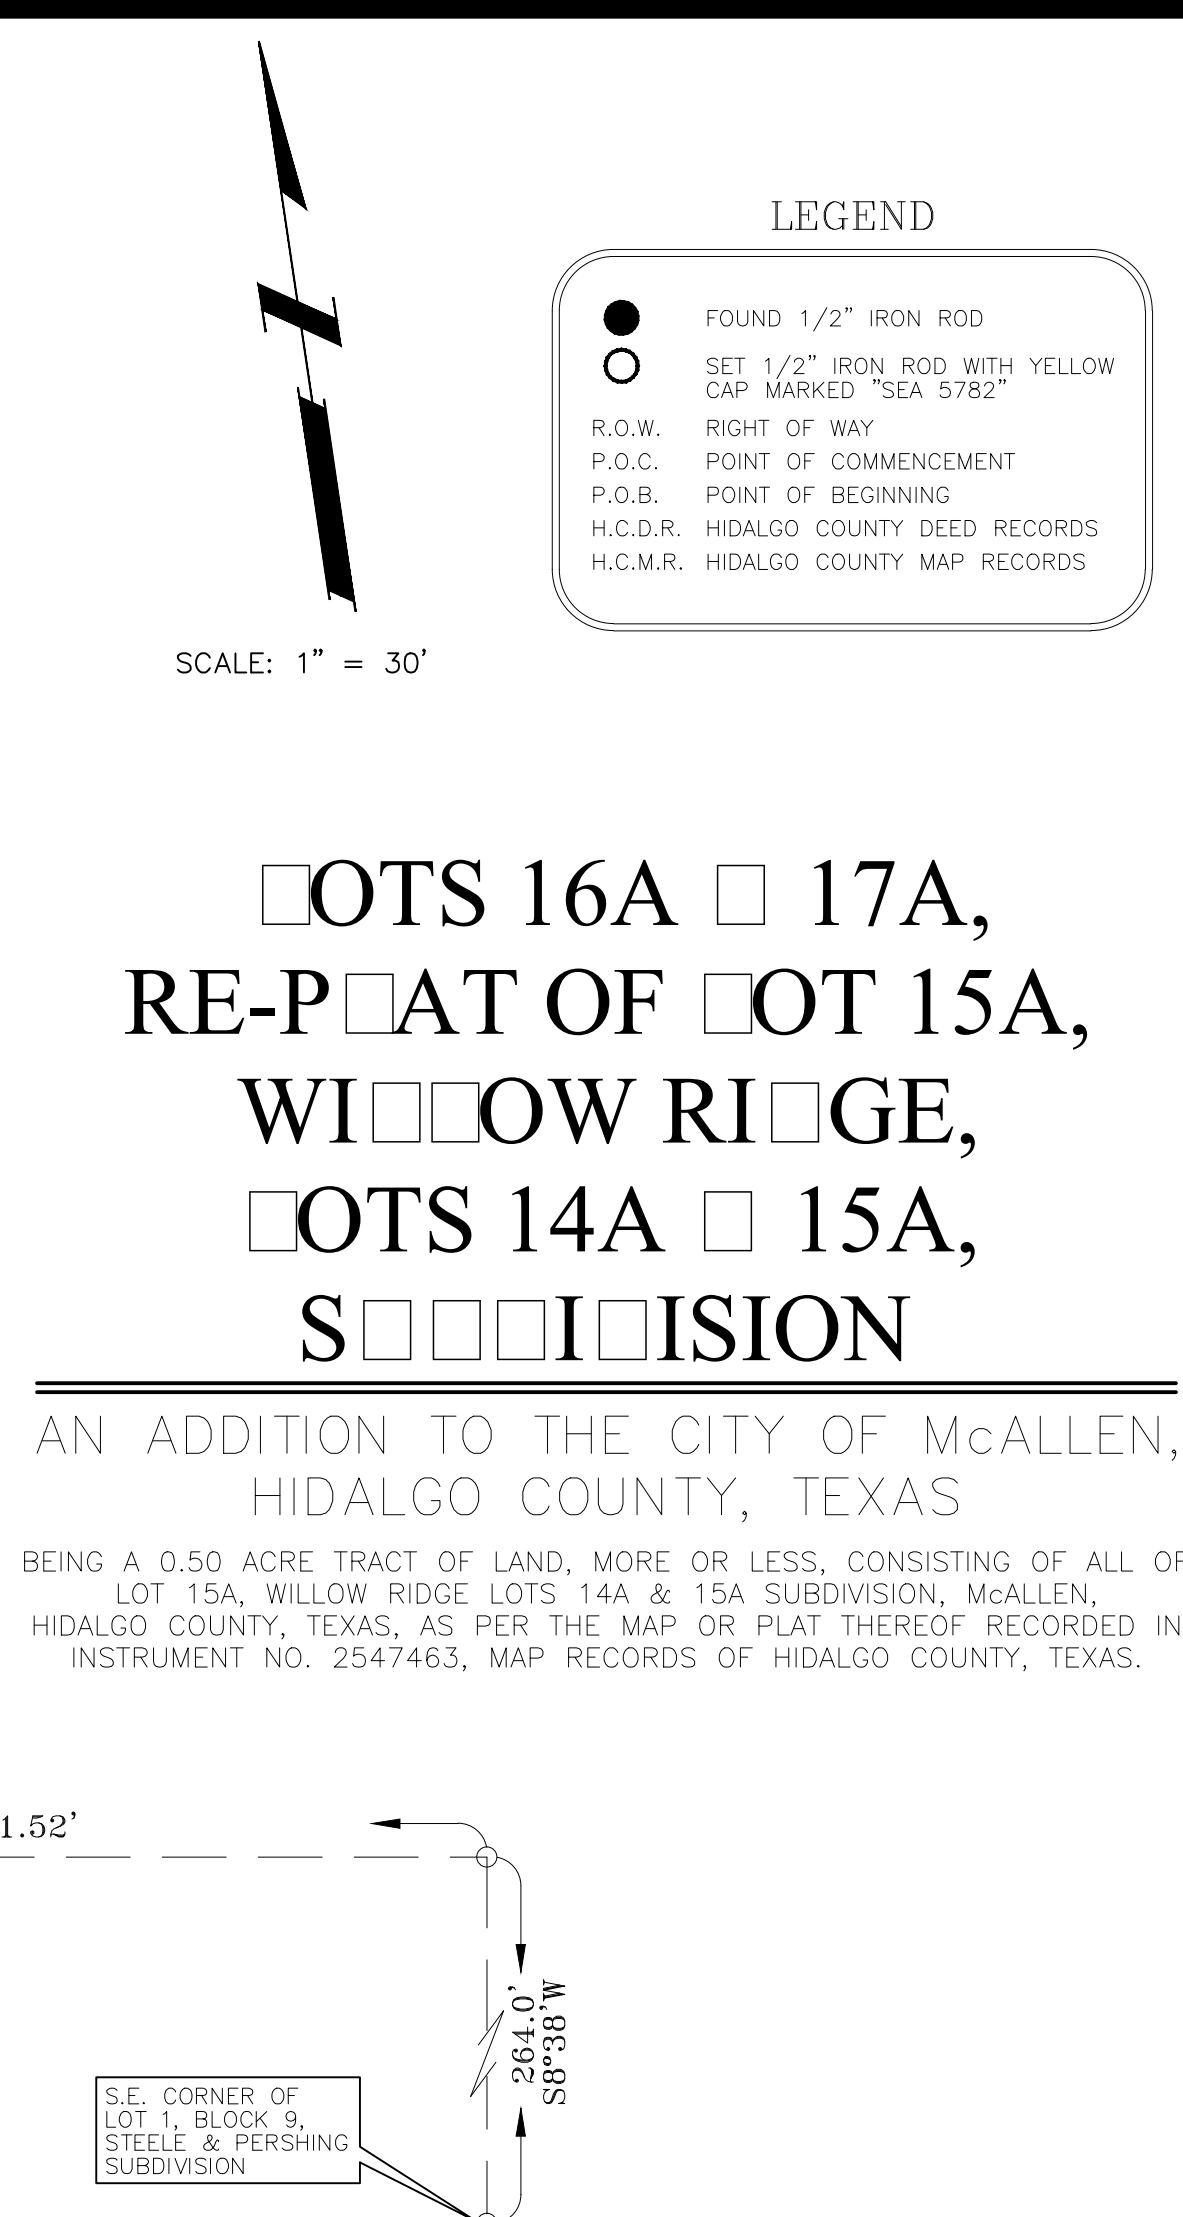 LEGEND
FOUND 1/2" IRON ROD
SET 1/2" IRON ROD WITH YELLOW
CAP MARKED "SEA 5782"
R.O.W. RIGHT OF WAY
P.O.C. POINT OF COMMENCEMENT
P.O.B. POINT OF BEGINNING
H.C.D.R. HIDALGO COUNTY DEED RECORDS
H.C.M.R. HIDALGO COUNTY MAP RECORDS
SCALE: 1" = 30'
□OTS 16A □ 17A,
RE-P□AT OF □OT 15A,
WI□□OW RI□GE,
□OTS 14A □ 15A,
S□□□I□ISION
AN ADDITION TO THE CITY OF McALLEN,
HIDALGO COUNTY, TEXAS
BEING A 0.50 ACRE TRACT OF LAND, MORE OR LESS, CONSISTING OF ALL OF
LOT 15A, WILLOW RIDGE LOTS 14A & 15A SUBDIVISION, McALLEN,
HIDALGO COUNTY, TEXAS, AS PER THE MAP OR PLAT THEREOF RECORDED IN
INSTRUMENT NO. 2547463, MAP RECORDS OF HIDALGO COUNTY, TEXAS.
1.52'
264.0'
S8°38'W
S.E. CORNER OF
LOT 1, BLOCK 9,
STEELE & PERSHING
SUBDIVISION